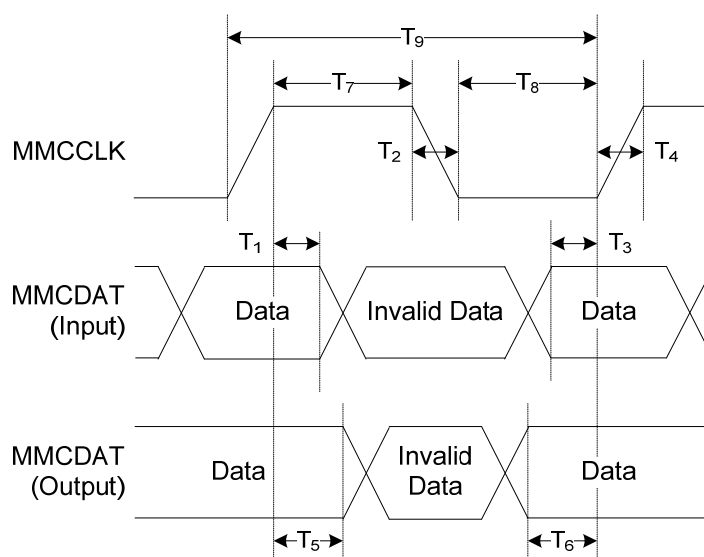 T₉
T₇ T₈
MMCCLK T₂ T₄
T₁ T₃
MMCDAT
(Input)
Data Invalid Data Data
MMCDAT
(Output)
Data Invalid
Data Data
T₅ T₆